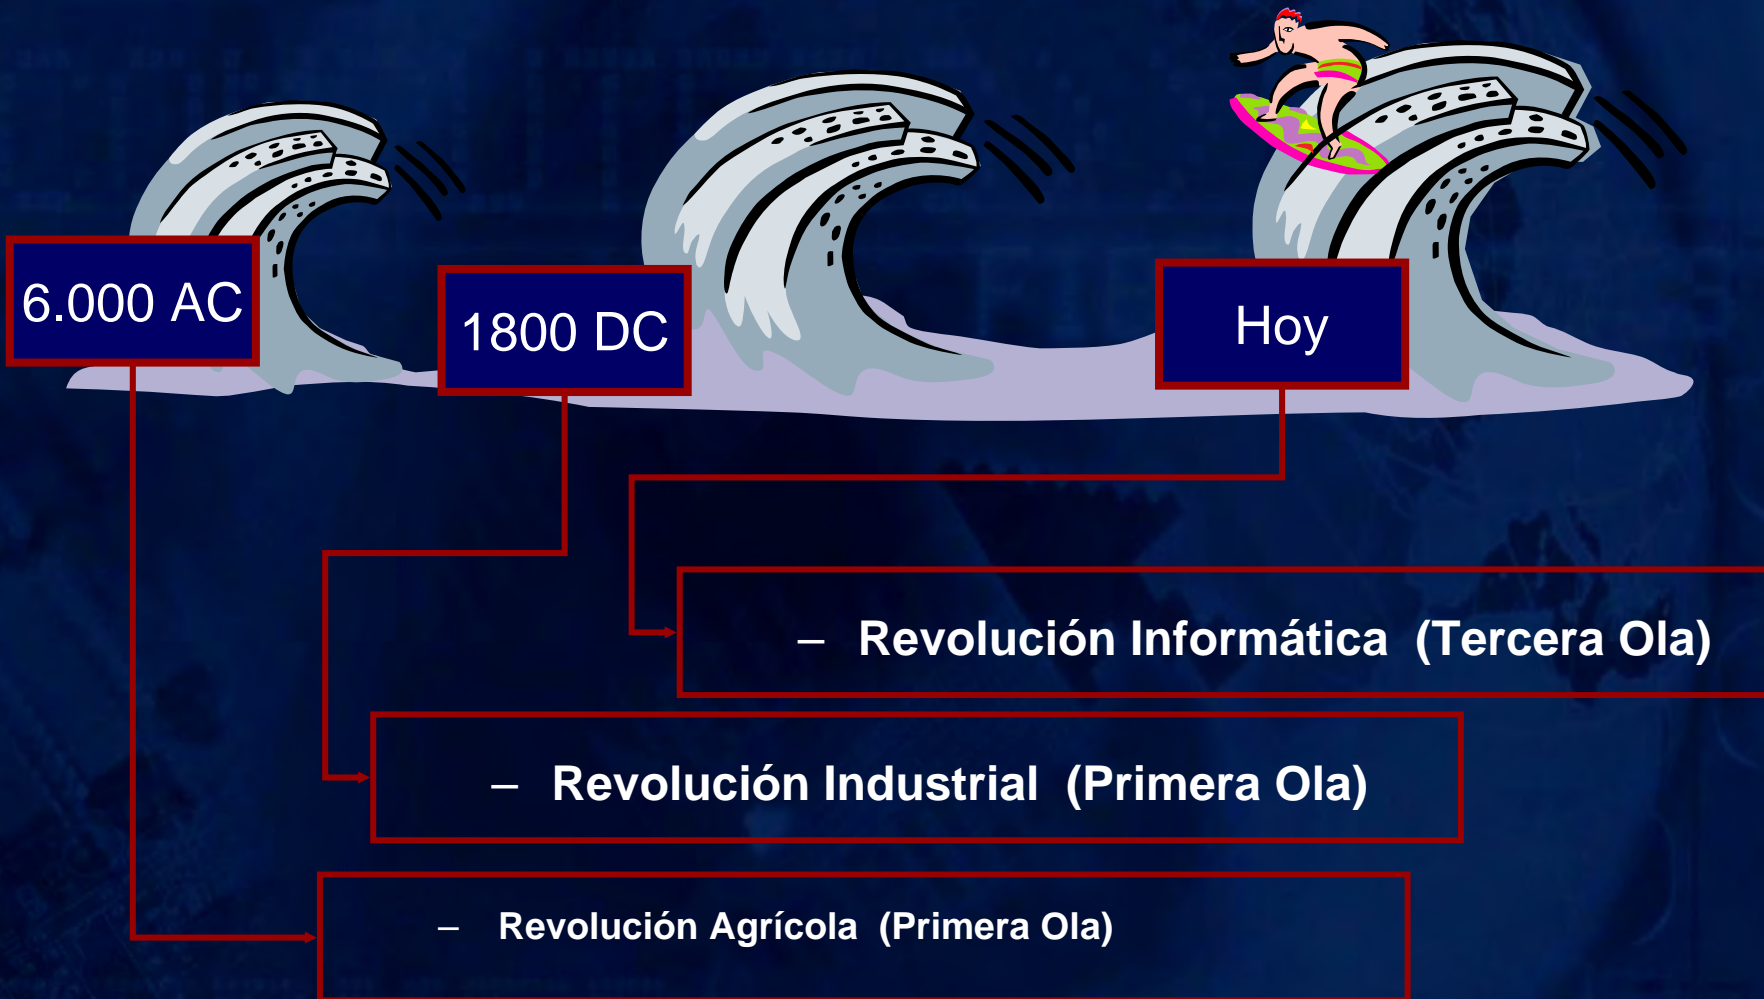 6.000 AC
1800 DC
Hoy
– Revolución Informática (Tercera Ola)
– Revolución Industrial (Primera Ola)
– Revolución Agrícola (Primera Ola)